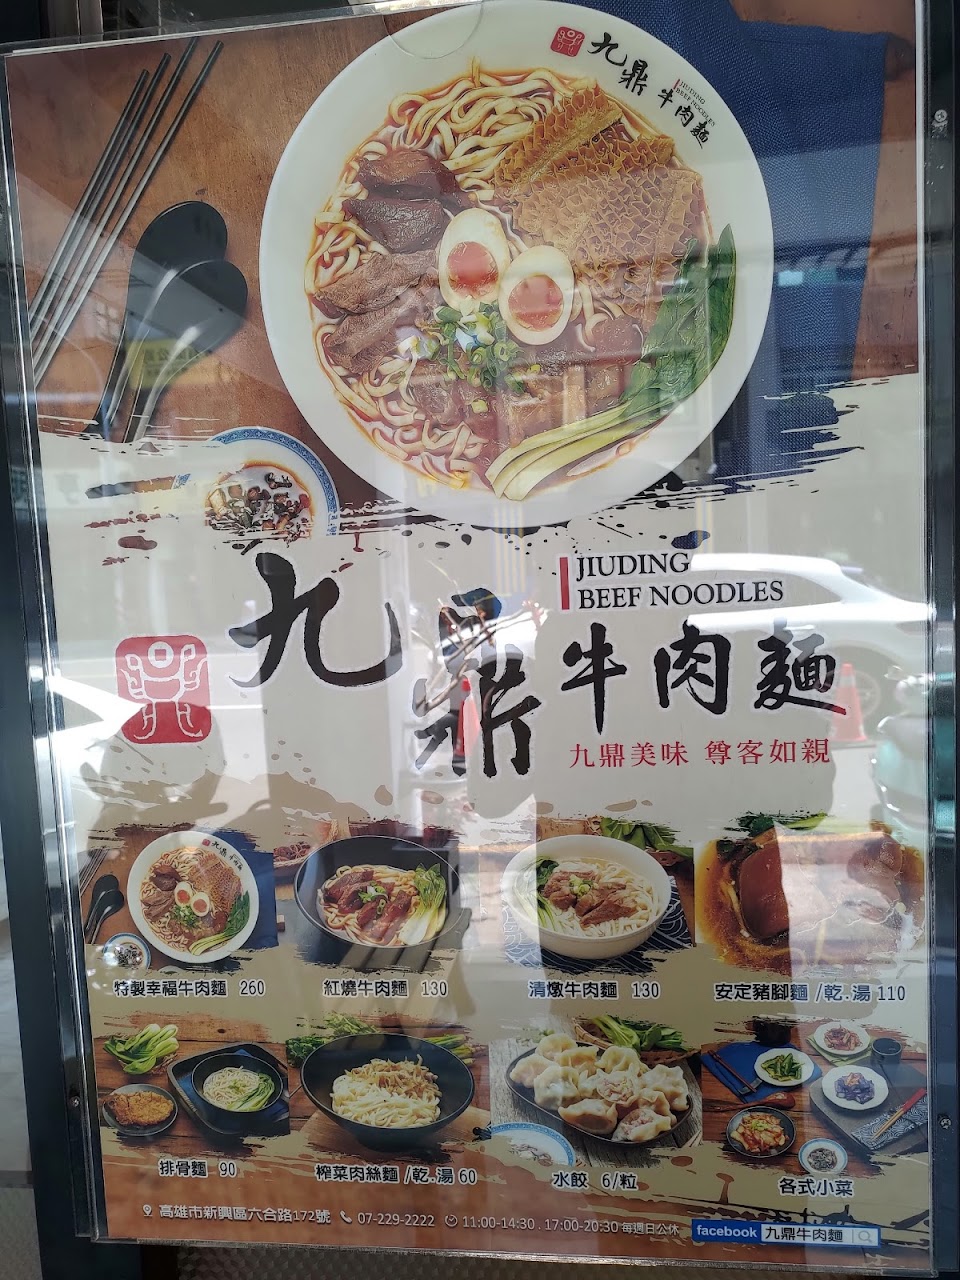 九鼎 牛肉麵
JIUDING
BEEF NOODLES
九鼎
JIUDING
BEEF NOODLES
牛肉麵
九鼎美味 尊客如親
特製幸福牛肉麵 260
紅燒牛肉麵 130
清燉牛肉麵 130
安定豬腳麵/乾.湯 110
排骨麵 90
榨菜肉絲麵/乾.湯 60
水餃 6/粒
各式小菜
高雄市新興區六合路172號 07-229-2222 11:00-14:30 . 17:00-20:30 每週日公休 facebook 九鼎牛肉麵